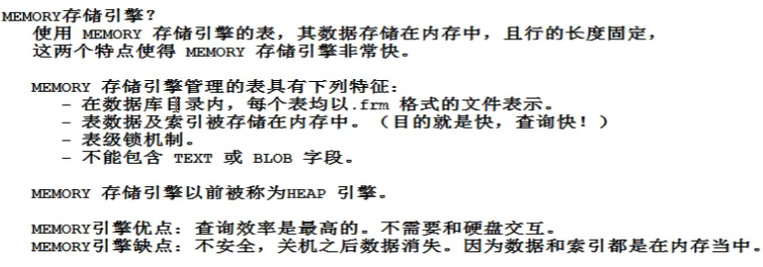 MEMORY存储引擎？
使用 MEMORY 存储引擎的表，其数据存储在内存中，且行的长度固定，
这两个特点使得 MEMORY 存储引擎非常快。
MEMORY 存储引擎管理的表具有下列特征：
- 在数据库目录内，每个表均以.frm 格式的文件表示。
- 表数据及索引被存储在内存中。（目的就是快，查询快！）
- 表级锁机制。
- 不能包含 TEXT 或 BLOB 字段。
MEMORY 存储引擎以前被称为HEAP 引擎。
MEMORY引擎优点：查询效率是最高的。不需要和硬盘交互。
MEMORY引擎缺点：不安全，关机之后数据消失。因为数据和索引都是在内存当中。